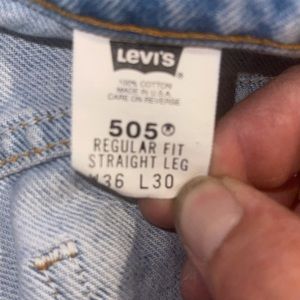 Levi's ®
100% COTTON
MADE IN U.S.A.
CARE ON REVERSE
505®
REGULAR FIT
STRAIGHT LEG
W36 L30